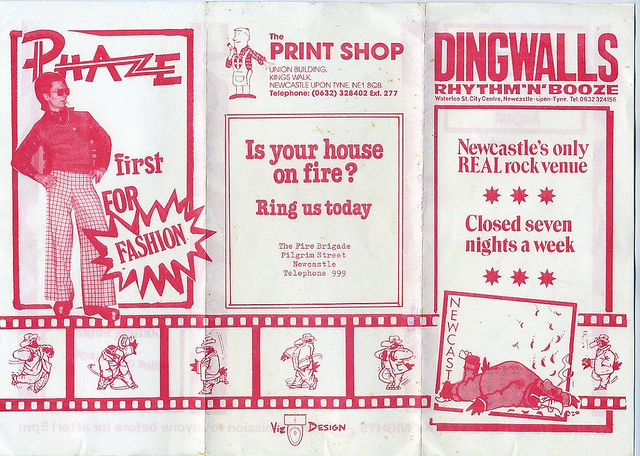 PHAZE
first
FOR
FASHION
The
PRINT SHOP
UNION BUILDING,
KINGS WALK,
NEWCASTLE UPON TYNE, NE1 8QB.
Telephone: (0632) 328402 Ext. 277
Is your house
on fire?
Ring us today
The Fire Brigade
Pilgrim Street
Newcastle
Telephone 999
DINGWALLS
RHYTHM'N'BOOZE
Waterloo St. City Centre, Newcastle-upon-Tyne. Tel. 0632 324156
Newcastle's only
REAL rock venue
Closed seven
nights a week
NEWCAST
Viz DESIGN